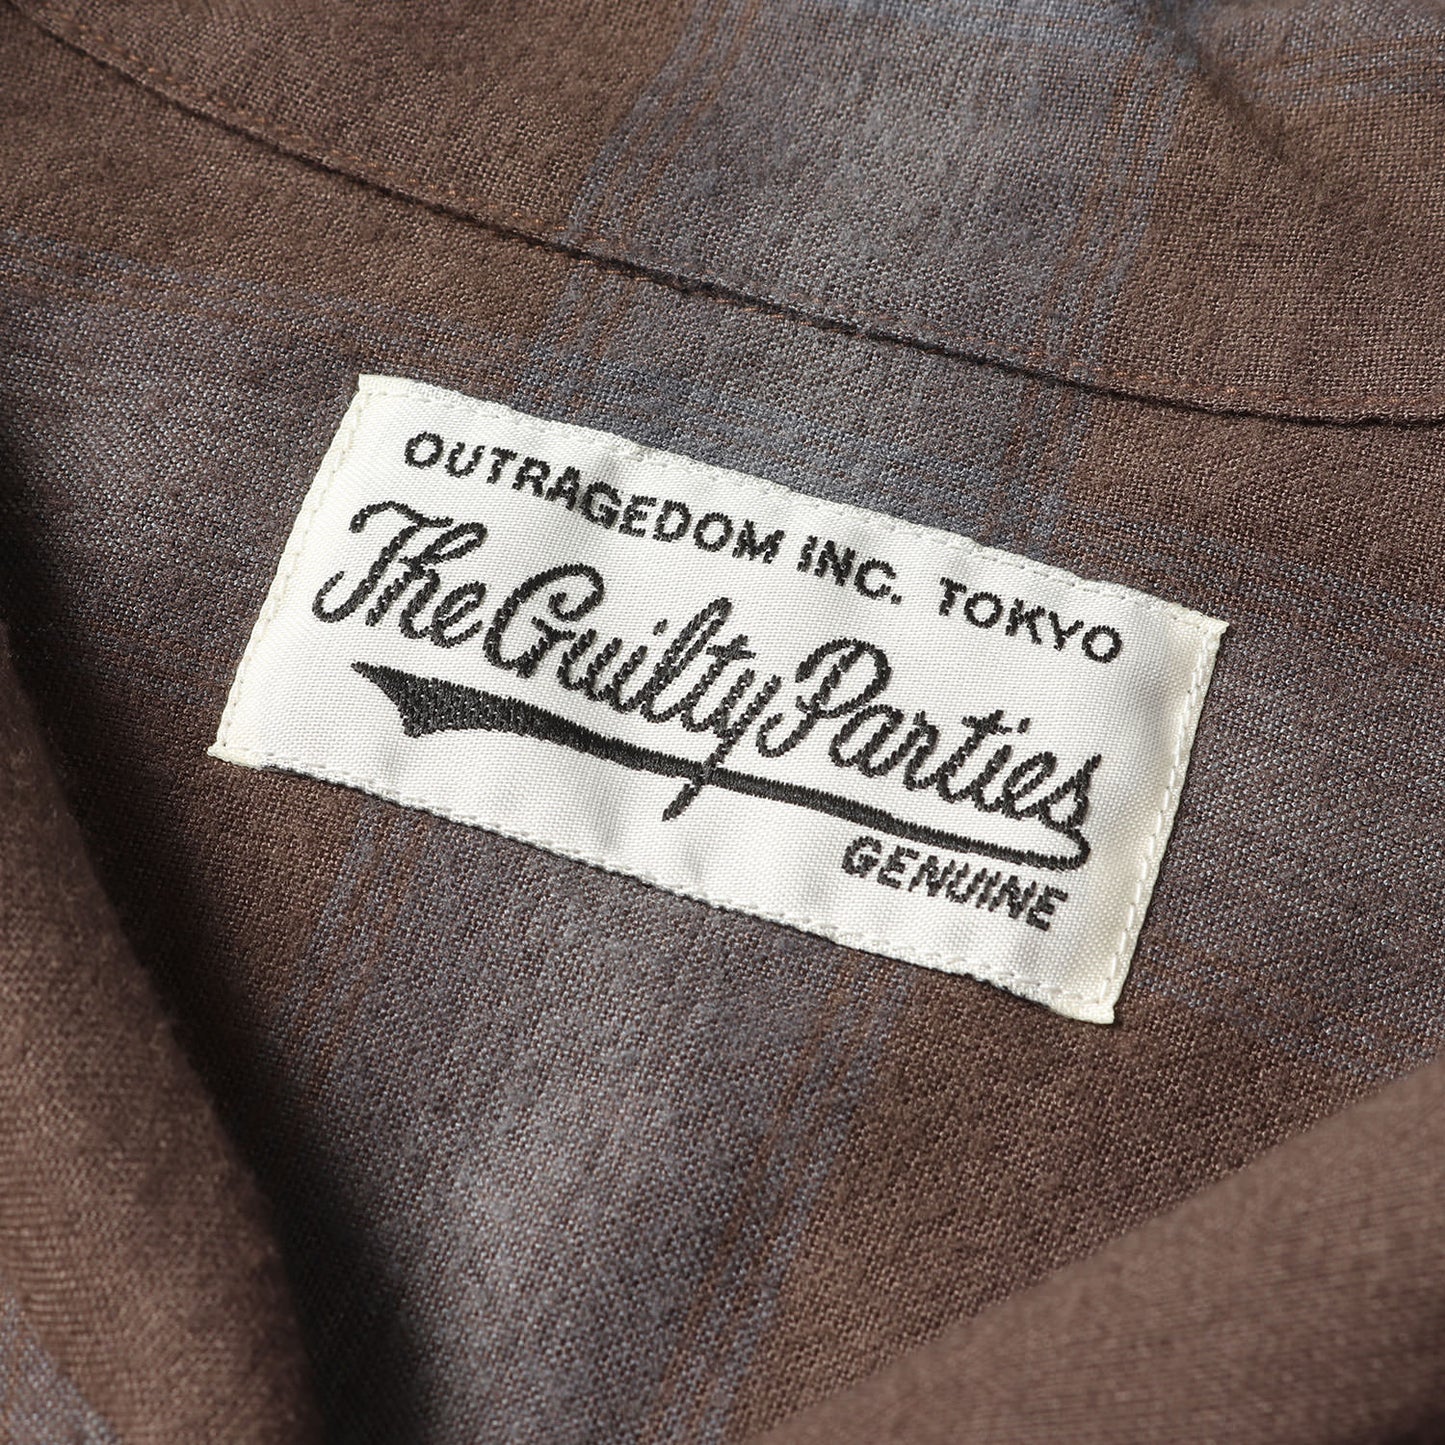 OUTRAGEDOM INC. TOKYO
The Guilty Parties
GENUINE